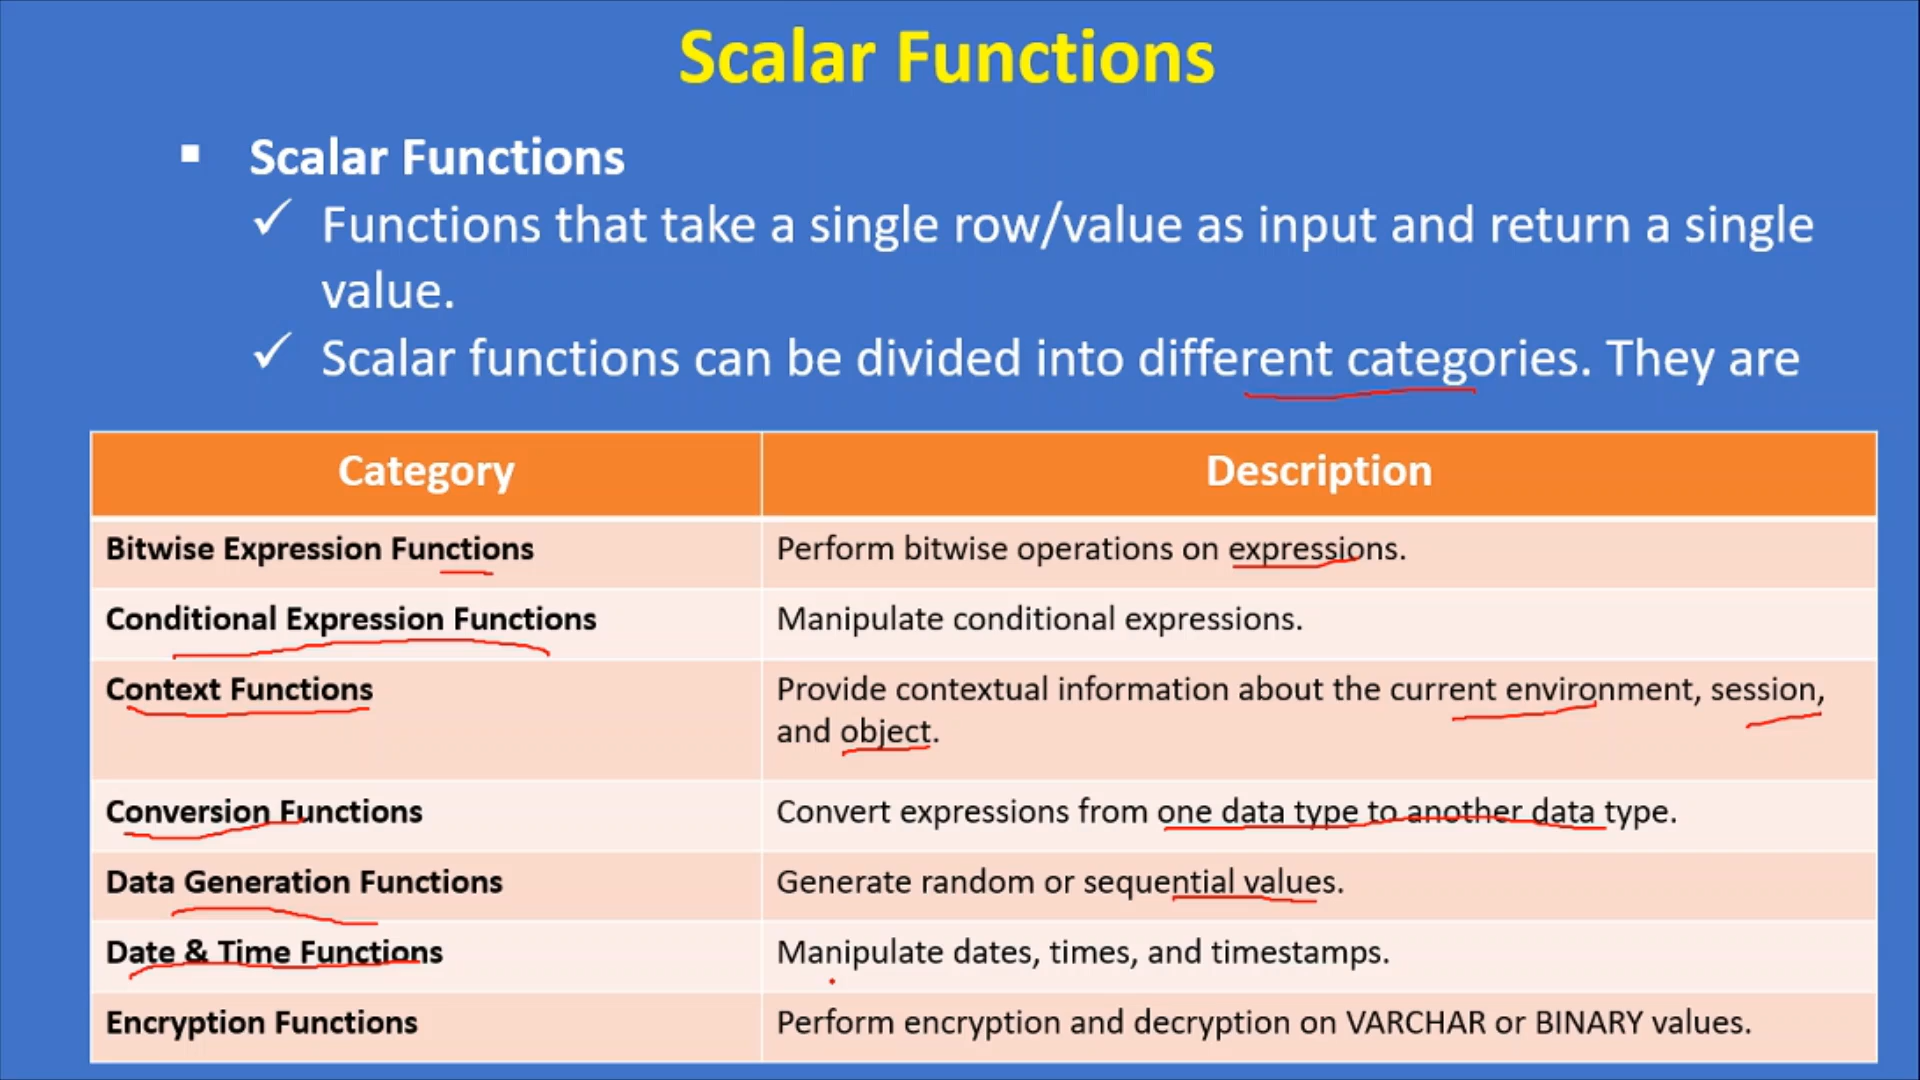 Scalar Functions
▪ Scalar Functions
✓ Functions that take a single row/value as input and return a single
value.
✓ Scalar functions can be divided into different categories. They are
Category Description
Bitwise Expression Functions Perform bitwise operations on expressions.
Conditional Expression Functions Manipulate conditional expressions.
Context Functions Provide contextual information about the current environment, session,
and object.
Conversion Functions Convert expressions from one data type to another data type.
Data Generation Functions Generate random or sequential values.
Date & Time Functions Manipulate dates, times, and timestamps.
Encryption Functions Perform encryption and decryption on VARCHAR or BINARY values.